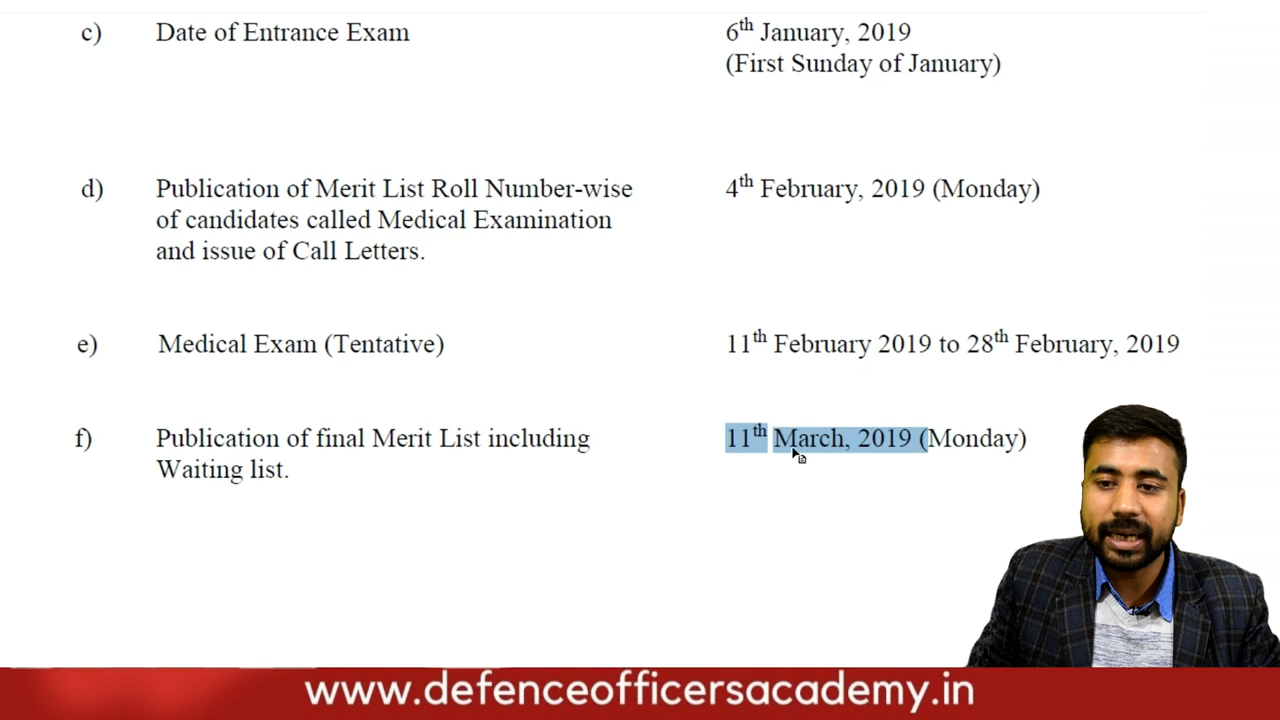 c) Date of Entrance Exam 6th January, 2019
(First Sunday of January)
d) Publication of Merit List Roll Number-wise 4th February, 2019 (Monday)
of candidates called Medical Examination
and issue of Call Letters.
e) Medical Exam (Tentative) 11th February 2019 to 28th February, 2019
f) Publication of final Merit List including 11th March, 2019 (Monday)
Waiting list.
www.defenceofficersacademy.in